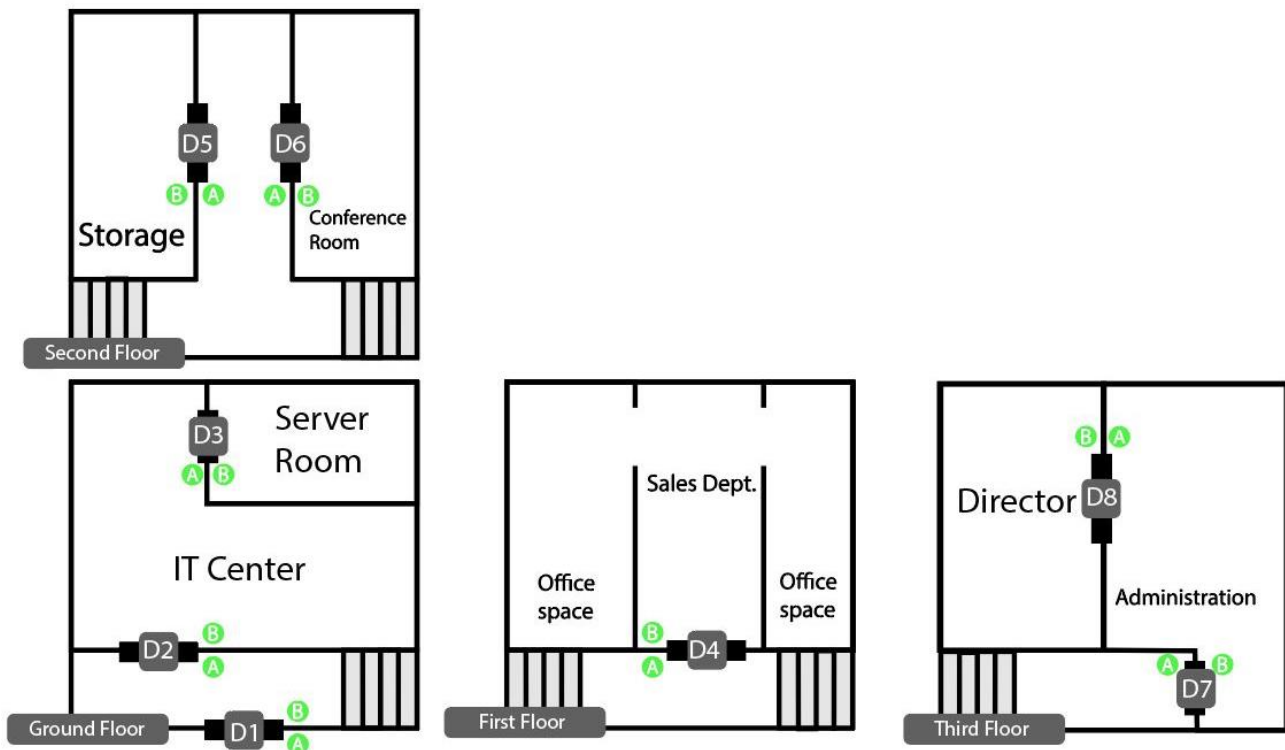 D5
D6
B
A
A
B
Storage
Conference
Room
Second Floor
D3
Server
Room
A
B
IT Center
D2
B
A
Ground Floor
D1
B
A
Sales Dept.
Office
space
Office
space
B
A
D4
First Floor
B
A
Director
D8
Administration
A
B
D7
Third Floor